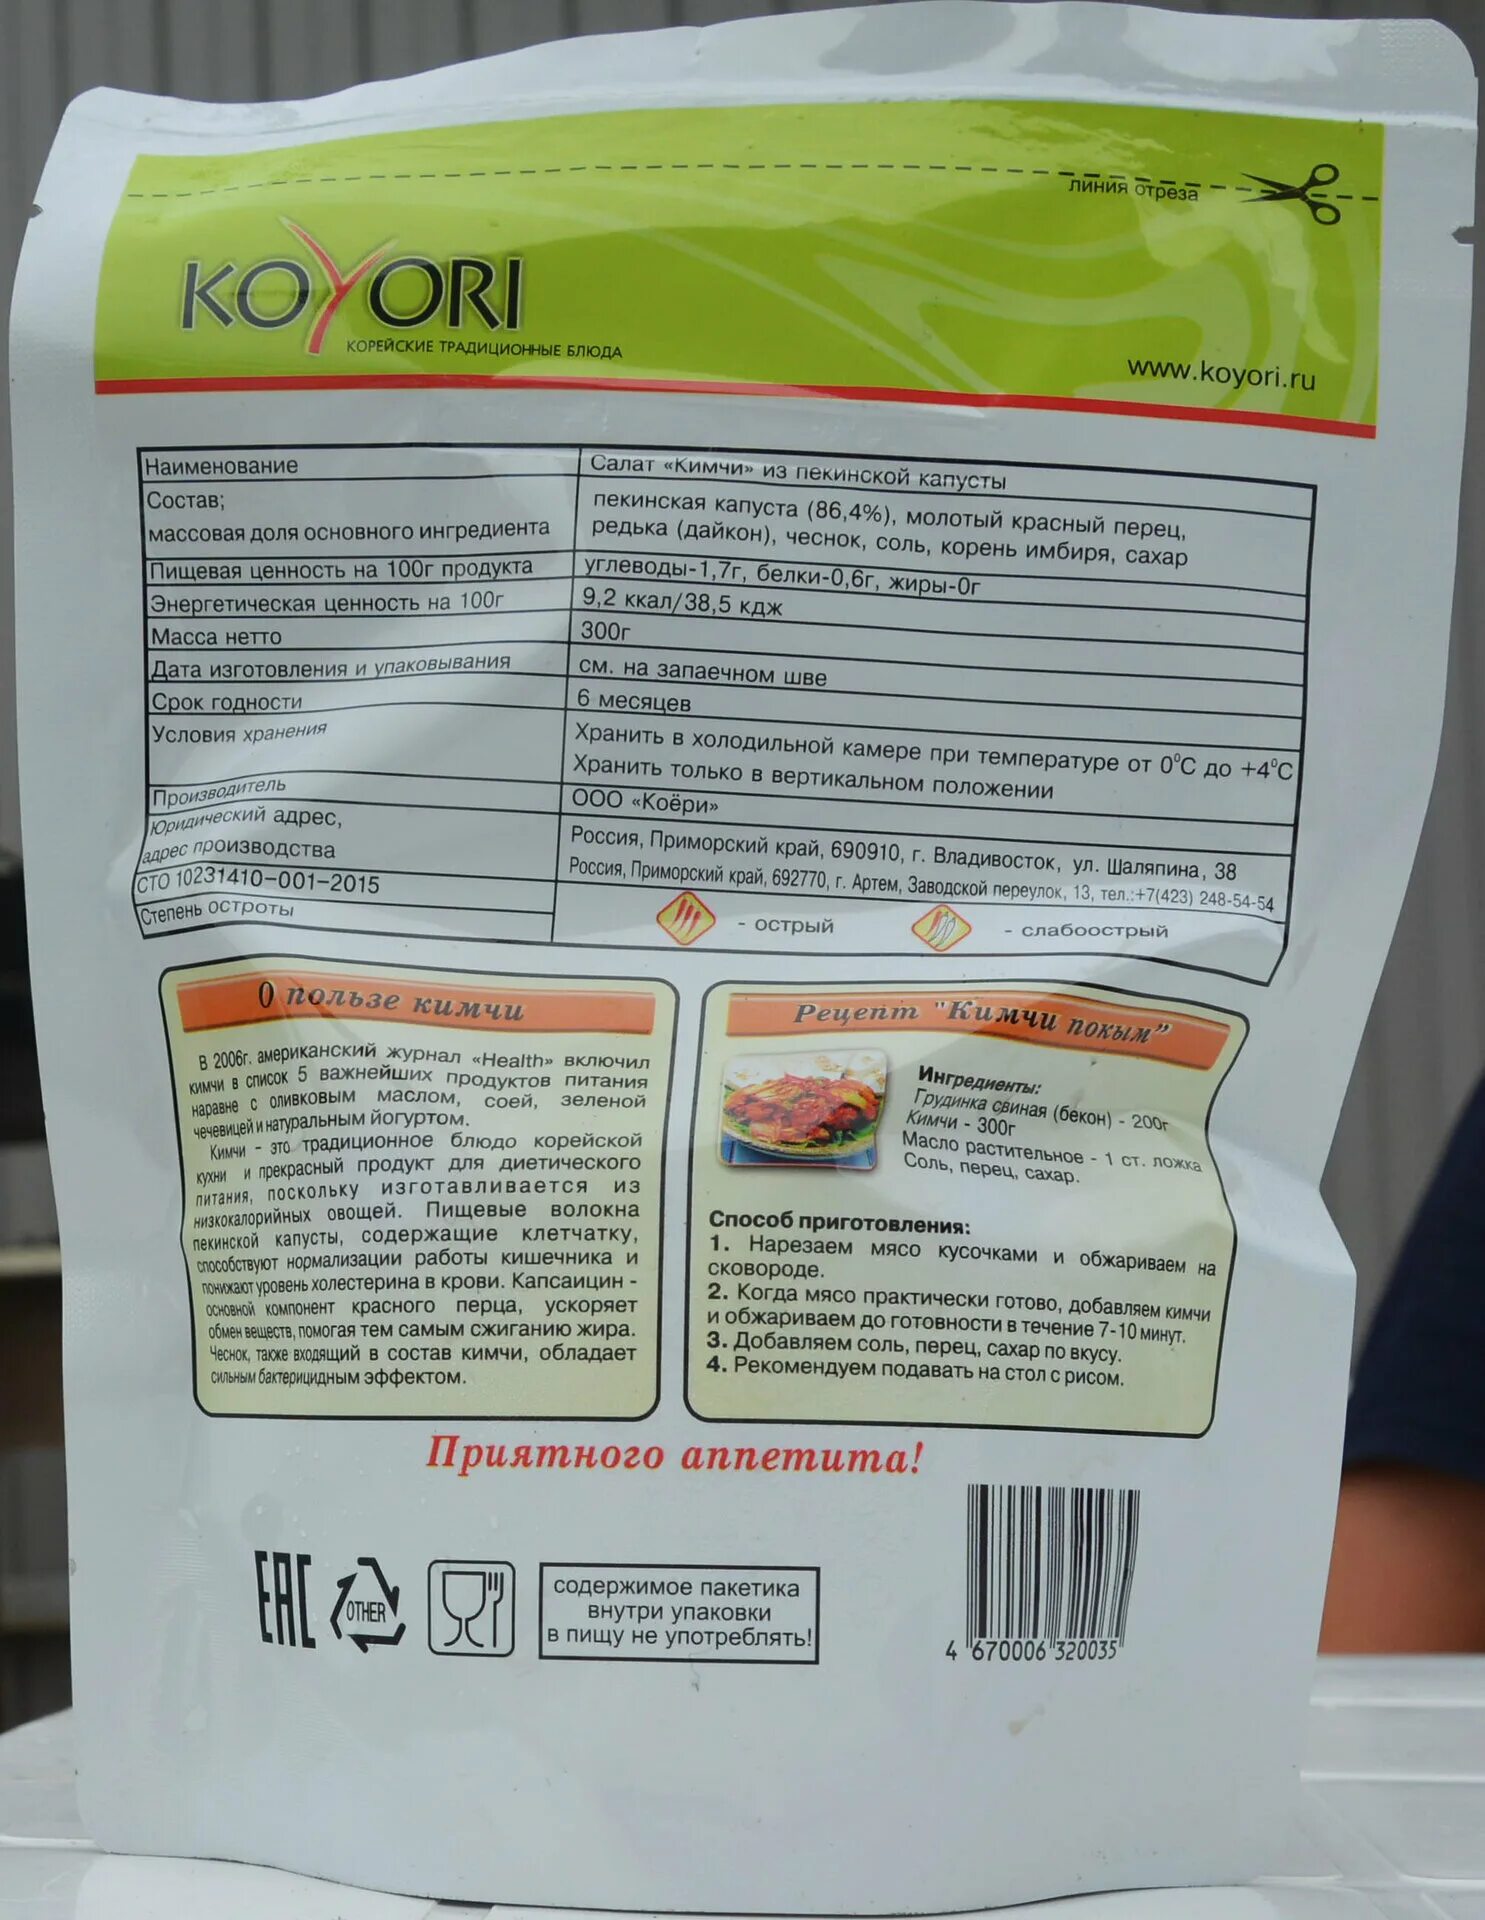 линия отреза
KOYORI
КОРЕЙСКИЕ ТРАДИЦИОННЫЕ БЛЮДА
www.koyori.ru
Наименование
Салат «Кимчи» из пекинской капусты
Состав;
массовая доля основного ингредиента
пекинская капуста (86,4%), молотый красный перец,
редька (дайкон), чеснок, соль, корень имбиря, сахар
Пищевая ценность на 100г продукта
углеводы-1,7г, белки-0,6г, жиры-0г
Энергетическая ценность на 100г
9,2 ккал/38,5 кдж
Масса нетто
300г
Дата изготовления и упаковывания
см. на запаечном шве
Срок годности
6 месяцев
Условия хранения
Хранить в холодильной камере при температуре от 0°С до +4°С
Хранить только в вертикальном положении
Производитель
ООО «Коёри»
Юридический адрес,
адрес производства
Россия, Приморский край, 690910, г. Владивосток, ул. Шаляпина, 38
Россия, Приморский край, 692770, г. Артем, Заводской переулок, 13, тел.:+7(423) 248-54-54
СТО 10231410-001-2015
Степень остроты
- острый
- слабоострый
О пользе кимчи
В 2006г. американский журнал «Health» включил
кимчи в список 5 важнейших продуктов питания
наравне с оливковым маслом, соей, зеленой
чечевицей и натуральным йогуртом.
Кимчи - это традиционное блюдо корейской
кухни и прекрасный продукт для диетического
питания, поскольку изготавливается из
низкокалорийных овощей. Пищевые волокна
пекинской капусты, содержащие клетчатку,
способствуют нормализации работы кишечника и
понижают уровень холестерина в крови. Капсаицин -
основной компонент красного перца, ускоряет
обмен веществ, помогая тем самым сжиганию жира.
Чеснок, также входящий в состав кимчи, обладает
сильным бактерицидным эффектом.
Рецепт "Кимчи покым"
Ингредиенты:
Грудинка свиная (бекон) - 200г
Кимчи - 300г
Масло растительное - 1 ст. ложка
Соль, перец, сахар.
Способ приготовления:
1. Нарезаем мясо кусочками и обжариваем на
сковороде.
2. Когда мясо практически готово, добавляем кимчи
и обжариваем до готовности в течение 7-10 минут.
3. Добавляем соль, перец, сахар по вкусу.
4. Рекомендуем подавать на стол с рисом.
Приятного аппетита!
EAC
OTHER
содержимое пакетика
внутри упаковки
в пищу не употреблять!
4 670006 320035